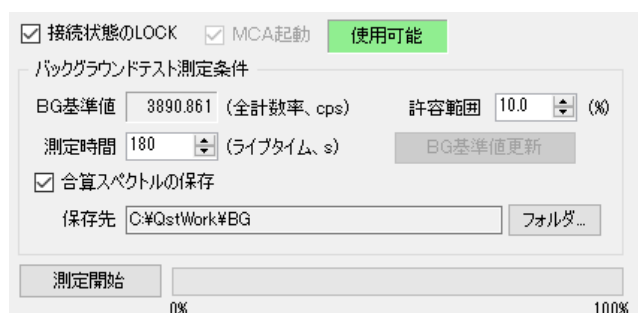 接続状態のLOCK MCA起動 使用可能
バックグラウンドテスト測定条件
BG基準値 3890.861 (全計数率、cps) 許容範囲 10.0 (%)
測定時間 180 (ライブタイム、s) BG基準値更新
合算スペクトルの保存
保存先 C:¥QstWork¥BG フォルダ...
測定開始
0% 100%